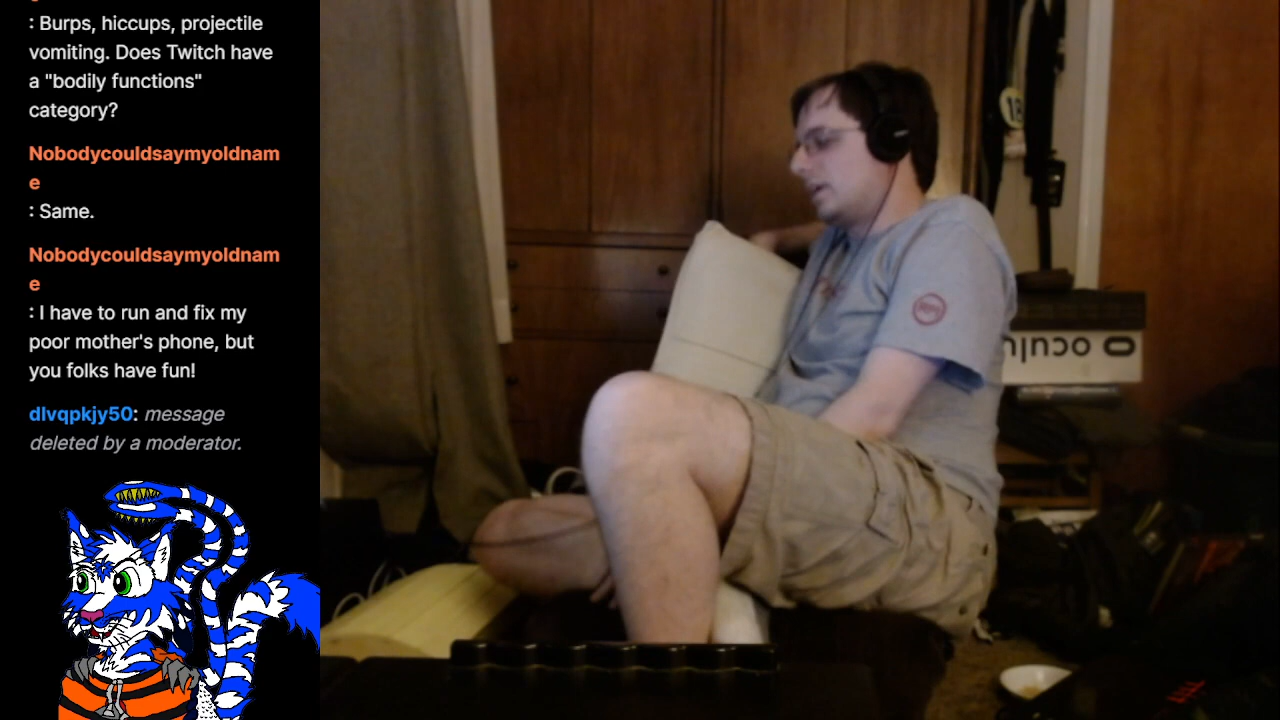 : Burps, hiccups, projectile
vomiting. Does Twitch have
a "bodily functions"
category?
Nobodycouldsaymyoldnam
e
: Same.
Nobodycouldsaymyoldnam
e
: I have to run and fix my
poor mother's phone, but
you folks have fun!
dlvqpkjy50: message
deleted by a moderator.
18
oculu